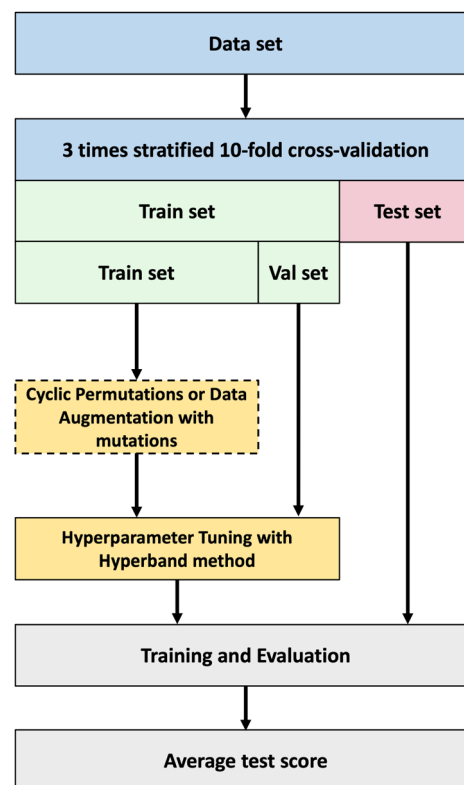 Data set
3 times stratified 10-fold cross-validation
Train set
Test set
Train set
Val set
Cyclic Permutations or Data
Augmentation with
mutations
Hyperparameter Tuning with
Hyperband method
Training and Evaluation
Average test score